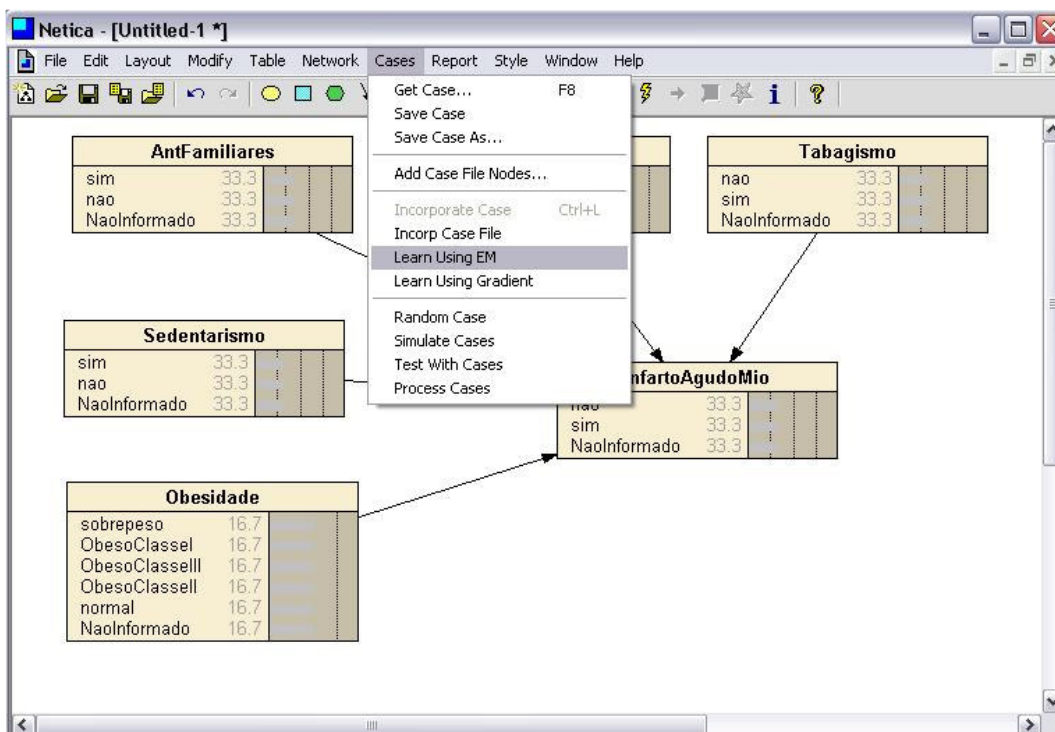 Netica - [Untitled-1 *]
File Edit Layout Modify Table Network Cases Report Style Window Help
Get Case... F8
Save Case
Save Case As...
Add Case File Nodes...
Incorporate Case Ctrl+L
Incorp Case File
Learn Using EM
Learn Using Gradient
Random Case
Simulate Cases
Test With Cases
Process Cases
AntFamiliares
sim 33.3
nao 33.3
NaoInformado 33.3
Tabagismo
nao 33.3
sim 33.3
NaoInformado 33.3
Sedentarismo
sim 33.3
nao 33.3
NaoInformado 33.3
nfartoAgudoMio
nao 33.3
sim 33.3
NaoInformado 33.3
Obesidade
sobrepeso 16.7
ObesoClasseI 16.7
ObesoClasseIII 16.7
ObesoClasseII 16.7
normal 16.7
NaoInformado 16.7